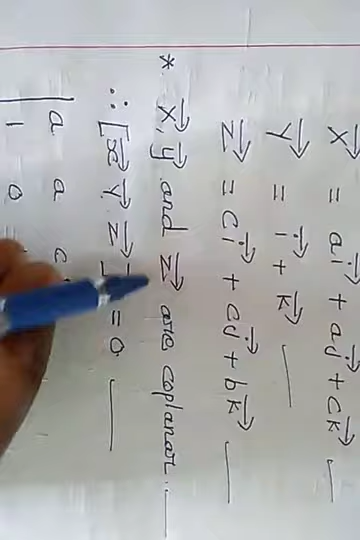 x⃗ = ai⃗ + aj⃗ + ck⃗ —
y⃗ = i⃗ + k⃗ —
z⃗ = ci⃗ + cj⃗ + bk⃗ —
* x⃗, y⃗ and z⃗ are coplanar. —
∴ [x⃗ y⃗ z⃗] = 0 —
| a a c
1 0